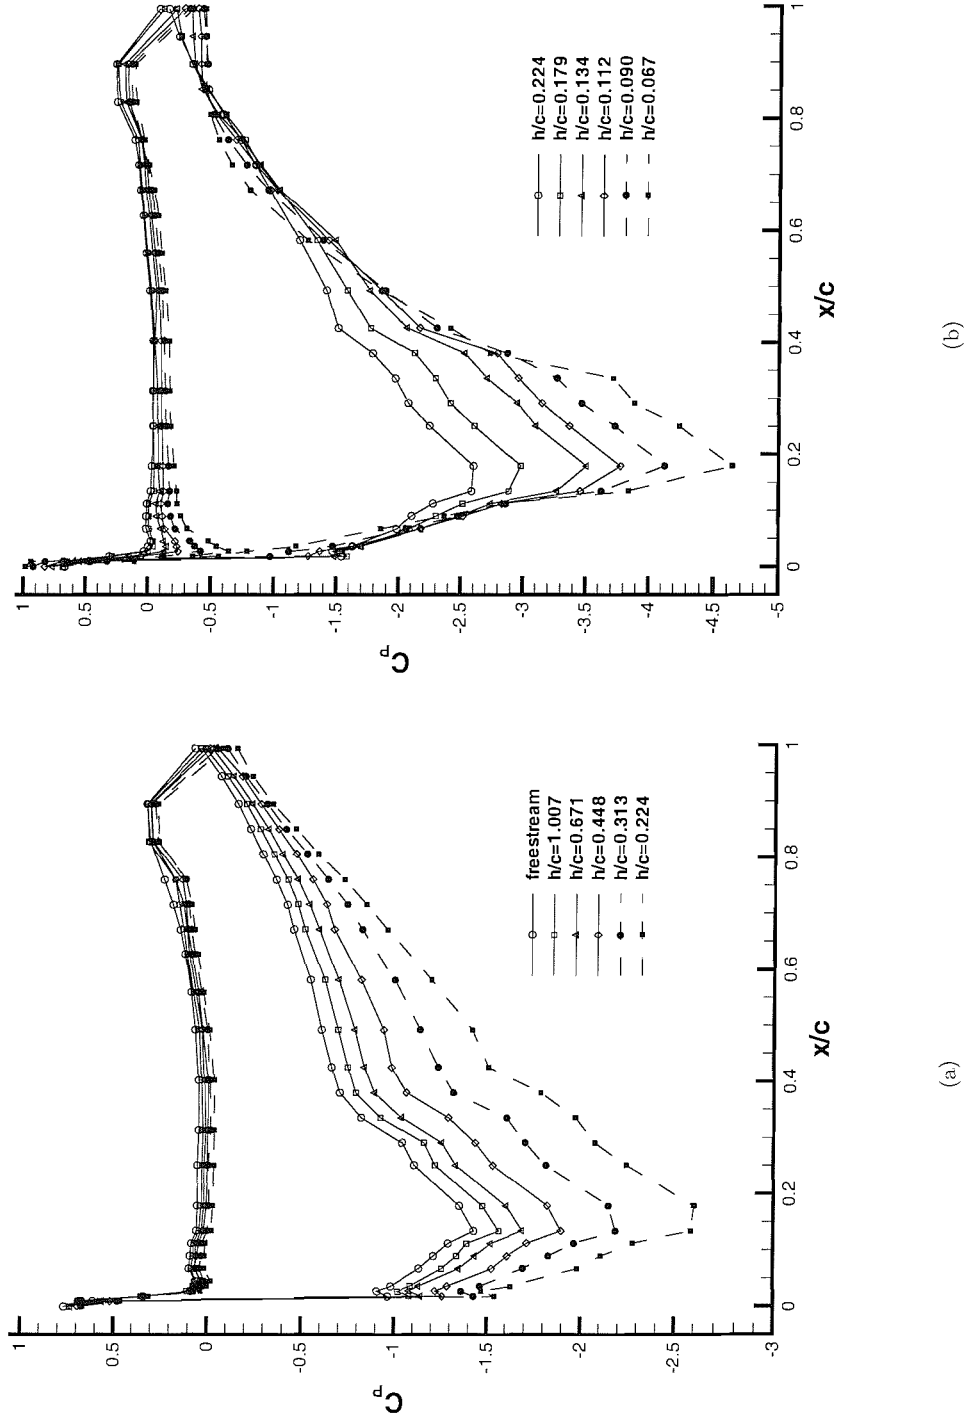 1
0.5
0
-0.5
-1
-1.5
-2
-2.5
-3
Cp
0
0.2
0.4
0.6
0.8
1
x/c
freestream
h/c=1.007
h/c=0.671
h/c=0.448
h/c=0.313
h/c=0.224
(a)
1
0.5
0
-0.5
-1
-1.5
-2
-2.5
-3
-3.5
-4
-4.5
-5
Cp
0
0.2
0.4
0.6
0.8
1
x/c
h/c=0.224
h/c=0.179
h/c=0.134
h/c=0.112
h/c=0.090
h/c=0.067
(b)